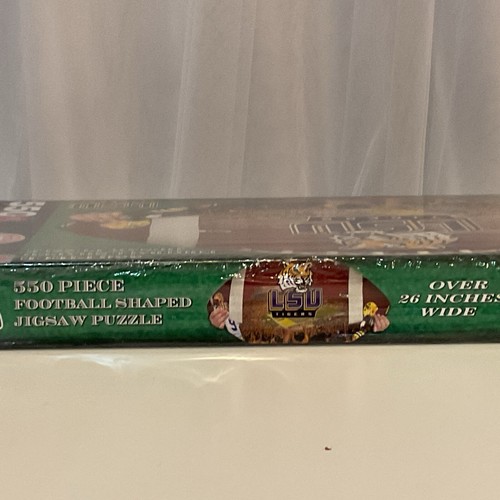 550 PIECE
FOOTBALL SHAPED
JIGSAW PUZZLE
LSU
TIGERS
OVER
26 INCHES
WIDE